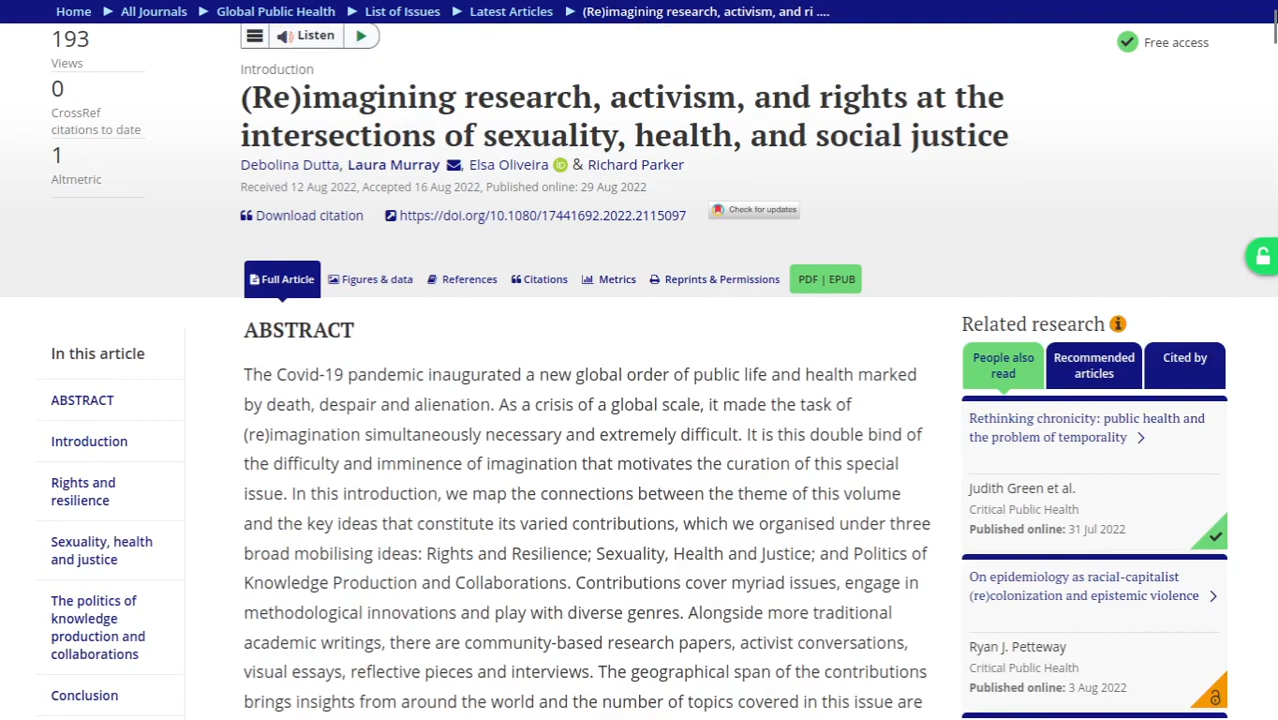 Home ▶ All Journals ▶ Global Public Health ▶ List of Issues ▶ Latest Articles ▶ (Re)imagining research, activism, and ri ....
193
Views
0
CrossRef
citations to date
1
Altmetric
Listen
Free access
Introduction
(Re)imagining research, activism, and rights at the
intersections of sexuality, health, and social justice
Debolina Dutta, Laura Murray, Elsa Oliveira & Richard Parker
Received 12 Aug 2022, Accepted 16 Aug 2022, Published online: 29 Aug 2022
Download citation https://doi.org/10.1080/17441692.2022.2115097 Check for updates
Full Article Figures & data References Citations Metrics Reprints & Permissions PDF | EPUB
In this article
ABSTRACT
Introduction
Rights and
resilience
Sexuality, health
and justice
The politics of
knowledge
production and
collaborations
Conclusion
ABSTRACT
The Covid-19 pandemic inaugurated a new global order of public life and health marked
by death, despair and alienation. As a crisis of a global scale, it made the task of
(re)imagination simultaneously necessary and extremely difficult. It is this double bind of
the difficulty and imminence of imagination that motivates the curation of this special
issue. In this introduction, we map the connections between the theme of this volume
and the key ideas that constitute its varied contributions, which we organised under three
broad mobilising ideas: Rights and Resilience; Sexuality, Health and Justice; and Politics of
Knowledge Production and Collaborations. Contributions cover myriad issues, engage in
methodological innovations and play with diverse genres. Alongside more traditional
academic writings, there are community-based research papers, activist conversations,
visual essays, reflective pieces and interviews. The geographical span of the contributions
brings insights from around the world and the number of topics covered in this issue are
Related research
People also
read
Recommended
articles
Cited by
Rethinking chronicity: public health and
the problem of temporality
Judith Green et al.
Critical Public Health
Published online: 31 Jul 2022
On epidemiology as racial-capitalist
(re)colonization and epistemic violence
Ryan J. Petteway
Critical Public Health
Published online: 3 Aug 2022